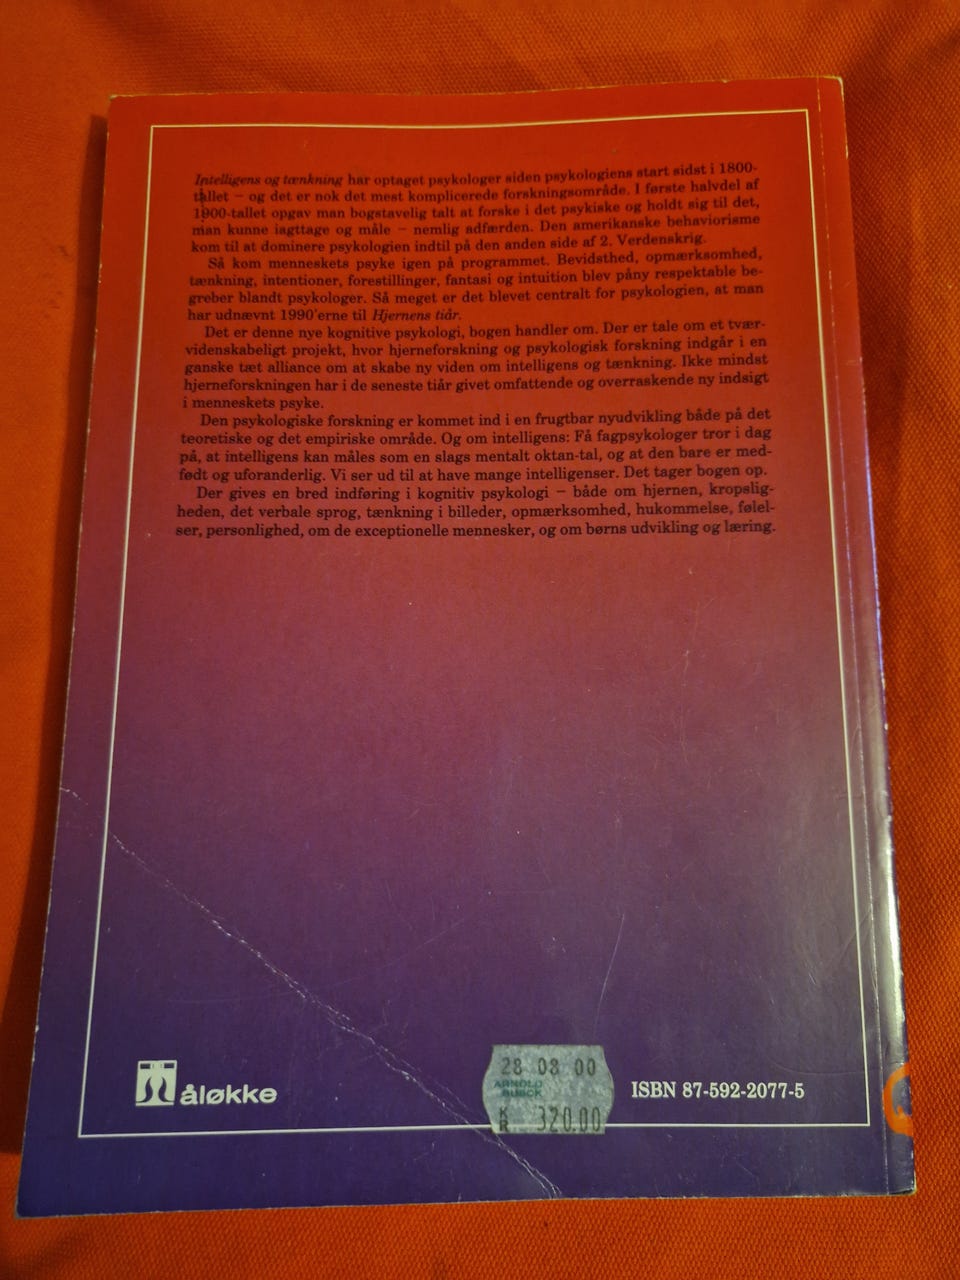 Intelligens og tænkning har optaget psykologer siden psykologiens start sidst i 1800-
tallet – og det er nok det mest komplicerede forskningsområde. I første halvdel af
1900-tallet opgav man bogstavelig talt at forske i det psykiske og holdt sig til det,
man kunne iagttage og måle – nemlig adfærden. Den amerikanske behaviorisme
kom til at dominere psykologien indtil på den anden side af 2. Verdenskrig.
Så kom menneskets psyke igen på programmet. Bevidsthed, opmærksomhed,
tænkning, intentioner, forestillinger, fantasi og intuition blev påny respektable be-
greber blandt psykologer. Så meget er det blevet centralt for psykologien, at man
har udnævnt 1990'erne til Hjernens tiår.
Det er denne nye kognitive psykologi, bogen handler om. Der er tale om et tvær-
videnskabeligt projekt, hvor hjerneforskning og psykologisk forskning indgår i en
ganske tæt alliance om at skabe ny viden om intelligens og tænkning. Ikke mindst
hjerneforskningen har i de seneste tiår givet omfattende og overraskende ny indsigt
i menneskets psyke.
Den psykologiske forskning er kommet ind i en frugtbar nyudvikling både på det
teoretiske og det empiriske område. Og om intelligens: Få fagpsykologer tror i dag
på, at intelligens kan måles som en slags mentalt oktan-tal, og at den bare er med-
født og uforanderlig. Vi ser ud til at have mange intelligenser. Det tager bogen op.
Der gives en bred indføring i kognitiv psykologi – både om hjernen, kropslig-
heden, det verbale sprog, tænkning i billeder, opmærksomhed, hukommelse, følel-
ser, personlighed, om de exceptionelle mennesker, og om børns udvikling og læring.
åløkke
28 08 00
ARNOLD
BUSCK
KR 320.00
ISBN 87-592-2077-5